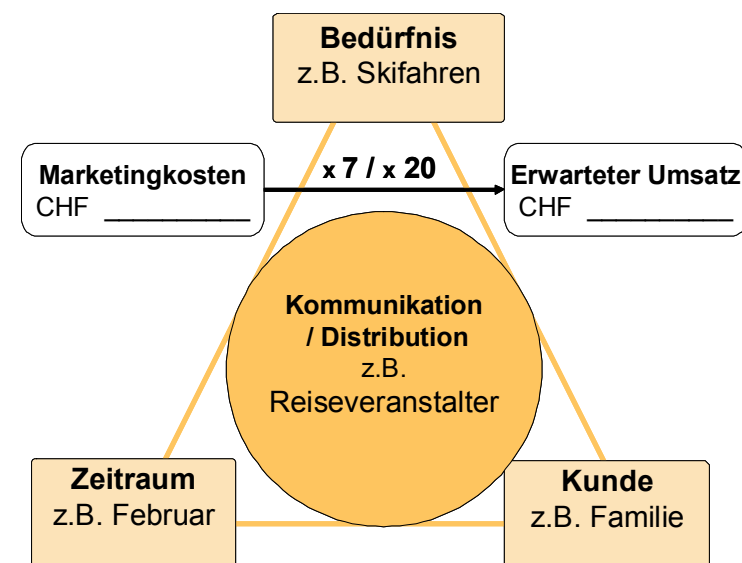 Bedürfnis
z.B. Skifahren
Marketingkosten
CHF __________
x 7 / x 20
Erwarteter Umsatz
CHF __________
Kommunikation
/ Distribution
z.B.
Reiseveranstalter
Zeitraum
z.B. Februar
Kunde
z.B. Familie